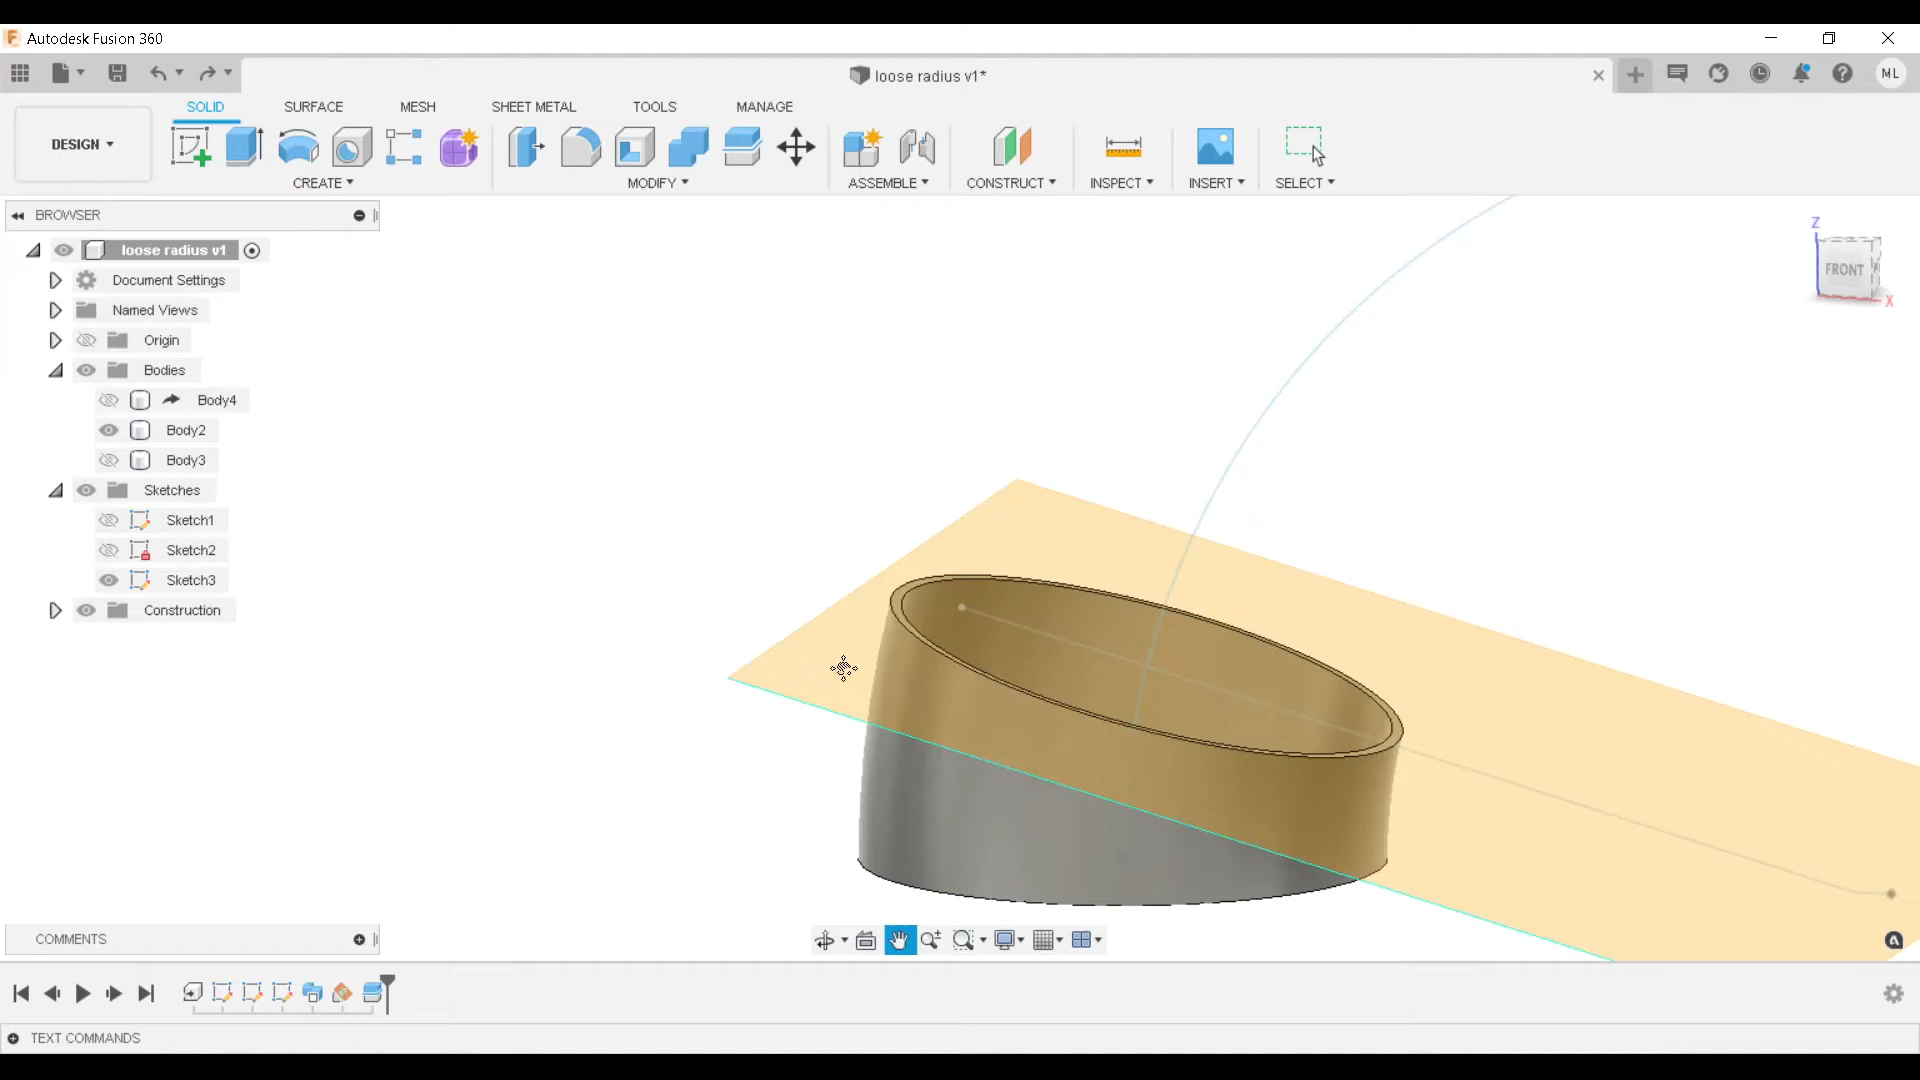 Autodesk Fusion 360
loose radius v1*
ML
DESIGN
SOLID SURFACE MESH SHEET METAL TOOLS MANAGE
CREATE MODIFY ASSEMBLE CONSTRUCT INSPECT INSERT SELECT
BROWSER
loose radius v1
Document Settings
Named Views
Origin
Bodies
Body4
Body2
Body3
Sketches
Sketch1
Sketch2
Sketch3
Construction
Z
FRONT
X
COMMENTS
TEXT COMMANDS